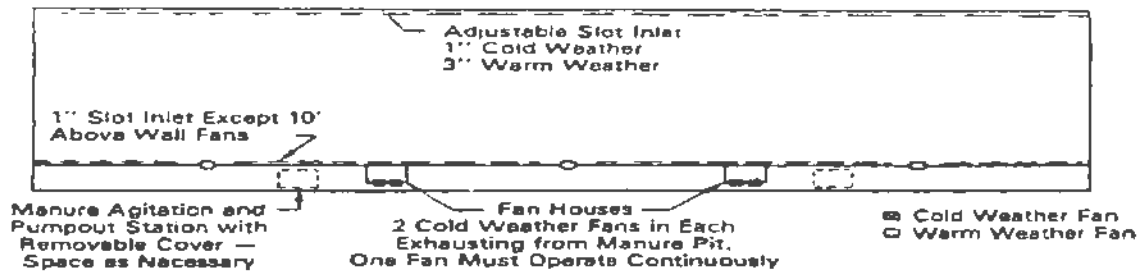 Adjustable Slot Inlet
1" Cold Weather
3" Warm Weather
1" Slot Inlet Except 10'
Above Wall Fans
Manure Agitation and
Pumpout Station with
Removable Cover —
Space as Necessary
Fan Houses
2 Cold Weather Fans in Each
Exhausting from Manure Pit.
One Fan Must Operate Continuously
Cold Weather Fan
Warm Weather Fan